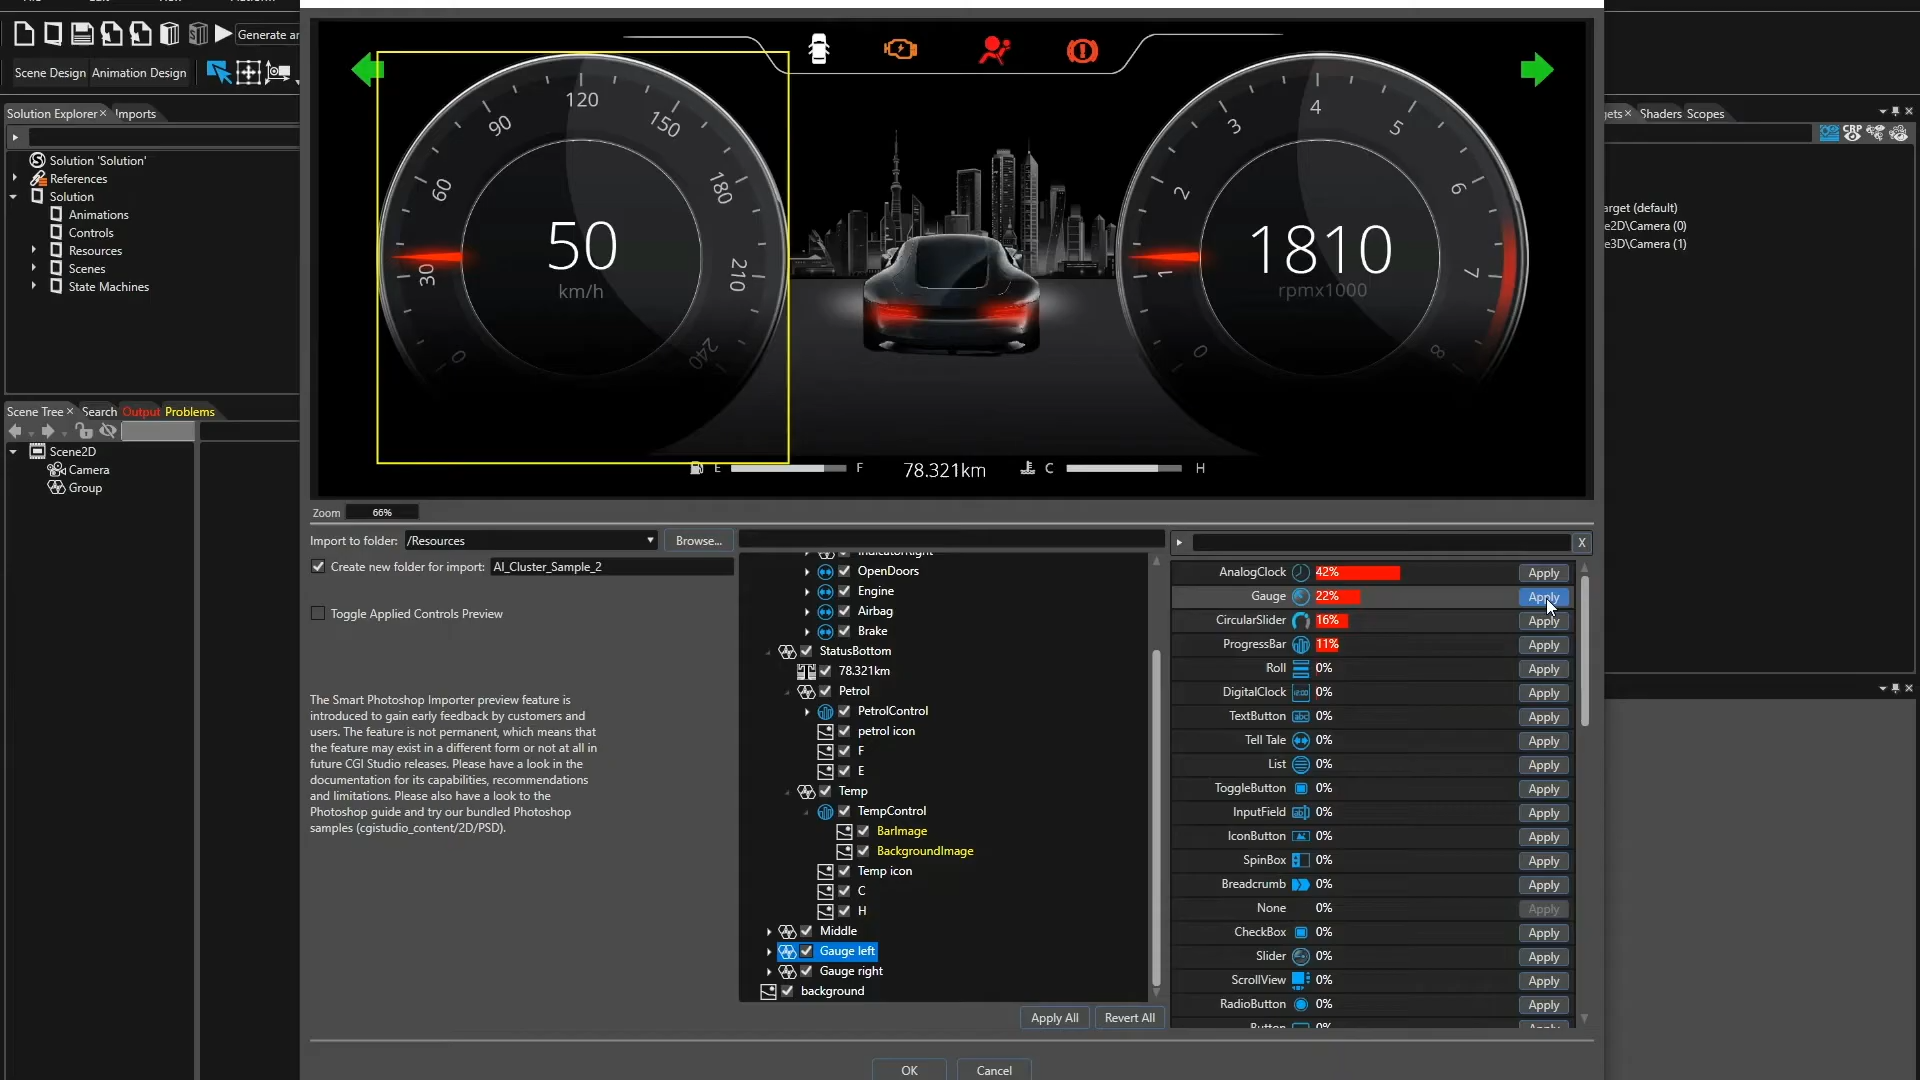 Generate ar
Scene Design
Animation Design
Solution Explorer
Imports
Solution 'Solution'
References
Solution
Animations
Controls
Resources
Scenes
State Machines
Scene Tree
Search
Output
Problems
Scene2D
Camera
Group
0
30
60
90
120
150
180
210
240
50
km/h
0
1
2
3
4
5
6
7
8
1810
rpmx1000
E
F
78.321km
C
H
Zoom
66%
Import to folder:
/Resources
Browse...
Create new folder for import:
AI_Cluster_Sample_2
Toggle Applied Controls Preview
The Smart Photoshop Importer preview feature is
introduced to gain early feedback by customers and
users. The feature is not permanent, which means that
the feature may exist in a different form or not at all in
future CGI Studio releases. Please have a look in the
documentation for its capabilities, recommendations
and limitations. Please also have a look to the
Photoshop guide and try our bundled Photoshop
samples (cgistudio_content/2D/PSD).
IndicatorRight
OpenDoors
Engine
Airbag
Brake
StatusBottom
78.321km
Petrol
PetrolControl
petrol icon
F
E
Temp
TempControl
BarImage
BackgroundImage
Temp icon
C
H
Middle
Gauge left
Gauge right
background
Apply All
Revert All
X
AnalogClock 42% Apply
Gauge 22% Apply
CircularSlider 16% Apply
ProgressBar 11% Apply
Roll 0% Apply
DigitalClock 0% Apply
TextButton abc 0% Apply
Tell Tale 0% Apply
List 0% Apply
ToggleButton 0% Apply
InputField 0% Apply
IconButton 0% Apply
SpinBox 0% Apply
Breadcrumb 0% Apply
None 0% Apply
CheckBox 0% Apply
Slider 0% Apply
ScrollView 0% Apply
RadioButton 0% Apply
Button 0% Apply
OK
Cancel
gets
Shaders
Scopes
CRP
arget (default)
e2D\Camera (0)
e3D\Camera (1)